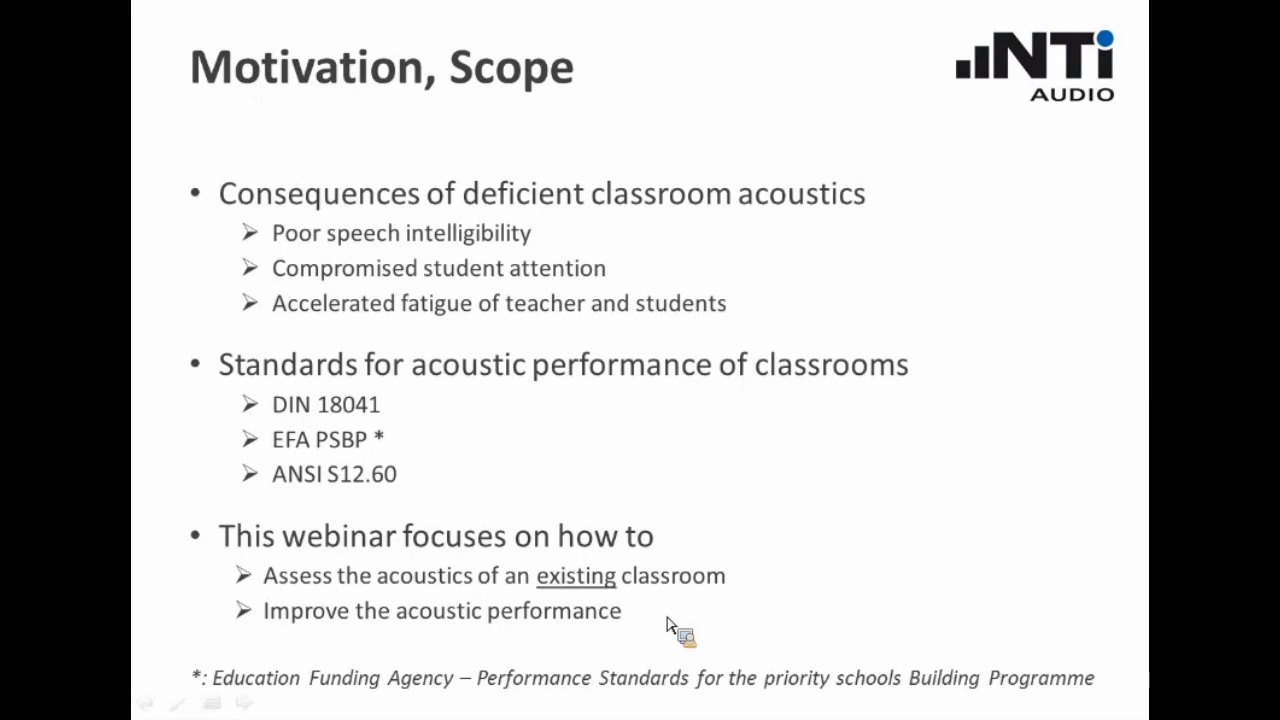 Motivation, Scope
NTi
AUDIO
• Consequences of deficient classroom acoustics
➢ Poor speech intelligibility
➢ Compromised student attention
➢ Accelerated fatigue of teacher and students
• Standards for acoustic performance of classrooms
➢ DIN 18041
➢ EFA PSBP *
➢ ANSI S12.60
• This webinar focuses on how to
➢ Assess the acoustics of an existing classroom
➢ Improve the acoustic performance
*: Education Funding Agency – Performance Standards for the priority schools Building Programme